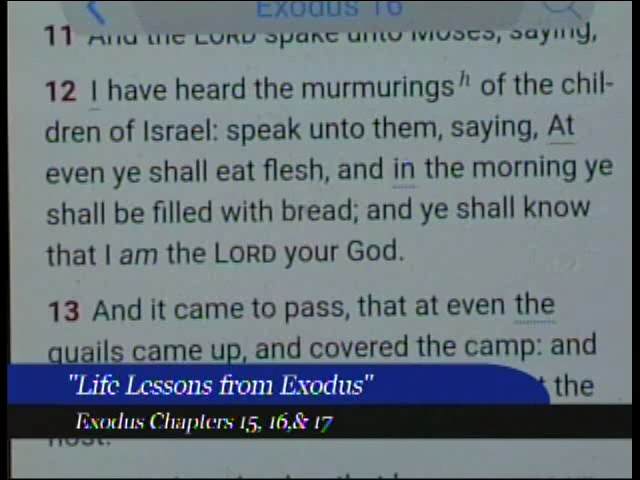 Exodus 16
11 And the LORD spake unto Moses, saying,
12 I have heard the murmurings h of the chil-
dren of Israel: speak unto them, saying, At
even ye shall eat flesh, and in the morning ye
shall be filled with bread; and ye shall know
that I am the LORD your God.
13 And it came to pass, that at even the
quails came up, and covered the camp: and
the
"Life Lessons from Exodus"
Exodus Chapters 15, 16,& 17
host.